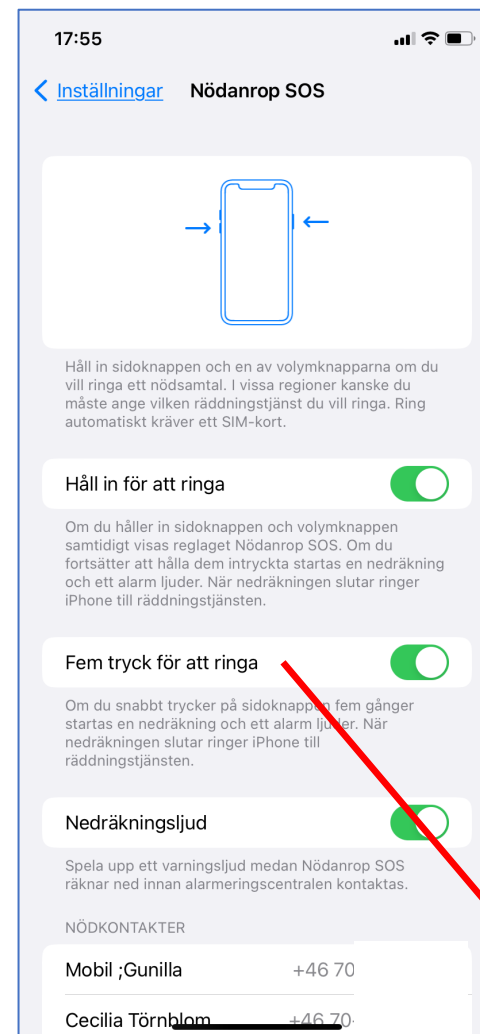 17:55
Inställningar Nödanrop SOS
Håll in sidoknappen och en av volymknapparna om du
vill ringa ett nödsamtal. I vissa regioner kanske du
måste ange vilken räddningstjänst du vill ringa. Ring
automatiskt kräver ett SIM-kort.
Håll in för att ringa
Om du håller in sidoknappen och volymknappen
samtidigt visas reglaget Nödanrop SOS. Om du
fortsätter att hålla dem intryckta startas en nedräkning
och ett alarm ljuder. När nedräkningen slutar ringer
iPhone till räddningstjänsten.
Fem tryck för att ringa
Om du snabbt trycker på sidoknappen fem gånger
startas en nedräkning och ett alarm ljuder. När
nedräkningen slutar ringer iPhone till
räddningstjänsten.
Nedräkningsljud
Spela upp ett varningsljud medan Nödanrop SOS
räknar ned innan alarmeringscentralen kontaktas.
NÖDKONTAKTER
Mobil ;Gunilla +46 70
Cecilia Törnblom +46 70-